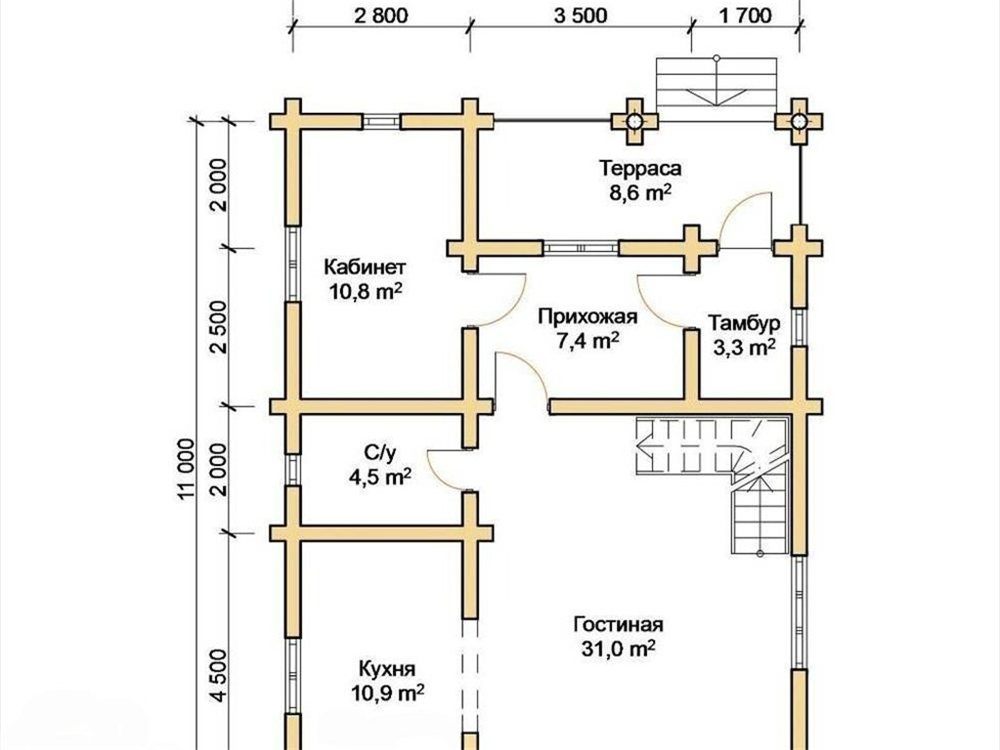 2 800
3 500
1 700
Терраса
8,6 m²
2 000
Кабинет
10,8 m²
Прихожая
7,4 m²
Тамбур
3,3 m²
2 500
С/у
4,5 m²
11 000
2 000
Гостиная
31,0 m²
Кухня
10,9 m²
4 500